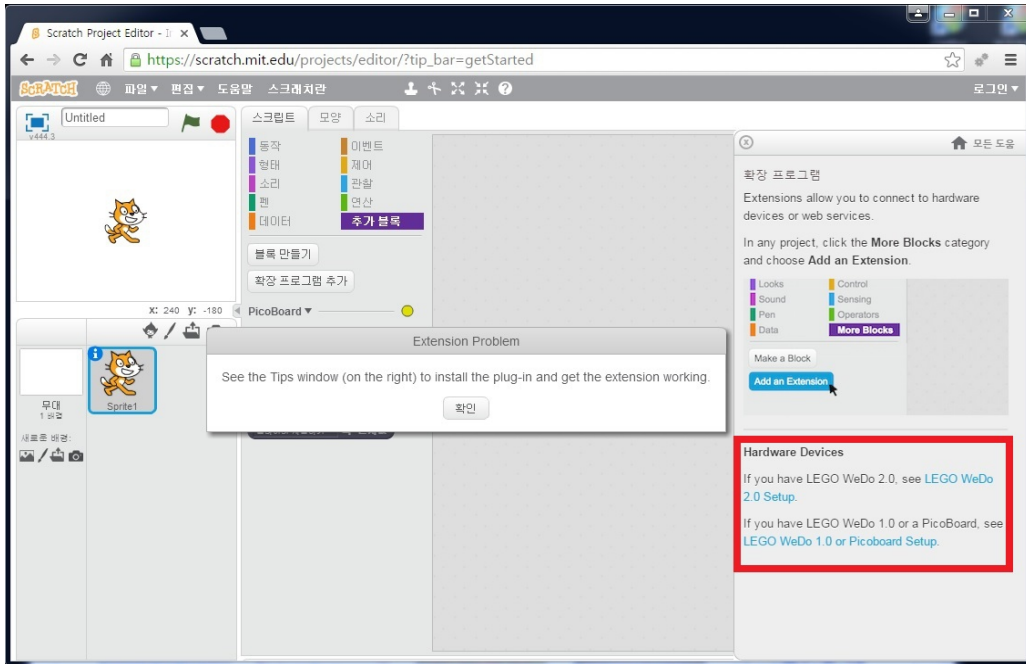 Scratch Project Editor - I
https://scratch.mit.edu/projects/editor/?tip_bar=getStarted
SCRATCH 파일 편집 도움말 스크래치란 로그인
Untitled
v444.3
스크립트 모양 소리
동작 이벤트
형태 제어
소리 관찰
펜 연산
데이터 추가 블록
블록 만들기
확장 프로그램 추가
PicoBoard
X: 240 y: -180
무대
Sprite1
새로운 배경:
Extension Problem
See the Tips window (on the right) to install the plug-in and get the extension working.
확인
모든 도움
확장 프로그램
Extensions allow you to connect to hardware
devices or web services.
In any project, click the More Blocks category
and choose Add an Extension.
Looks Control
Sound Sensing
Pen Operators
Data More Blocks
Make a Block
Add an Extension
Hardware Devices
If you have LEGO WeDo 2.0, see LEGO WeDo
2.0 Setup.
If you have LEGO WeDo 1.0 or a PicoBoard, see
LEGO WeDo 1.0 or Picoboard Setup.